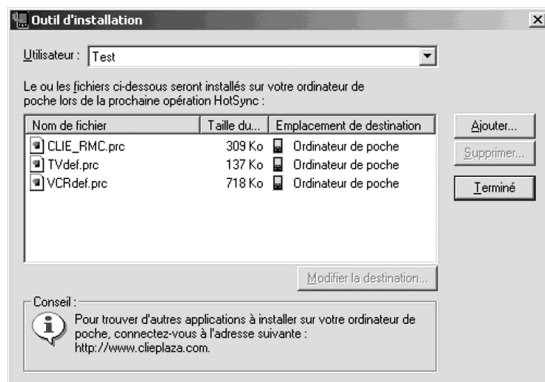 Outil d'installation
Utilisateur : Test
Le ou les fichiers ci-dessous seront installés sur votre ordinateur de
poche lors de la prochaine opération HotSync :
Nom de fichier Taille du... Emplacement de destination
CLIE_RMC.prc 309 Ko Ordinateur de poche
TVdef.prc 137 Ko Ordinateur de poche
VCRdef.prc 718 Ko Ordinateur de poche
Ajouter...
Supprimer...
Terminé
Modifier la destination...
Conseil :
Pour trouver d'autres applications à installer sur votre ordinateur de
poche, connectez-vous à l'adresse suivante :
http://www.clieplaza.com.